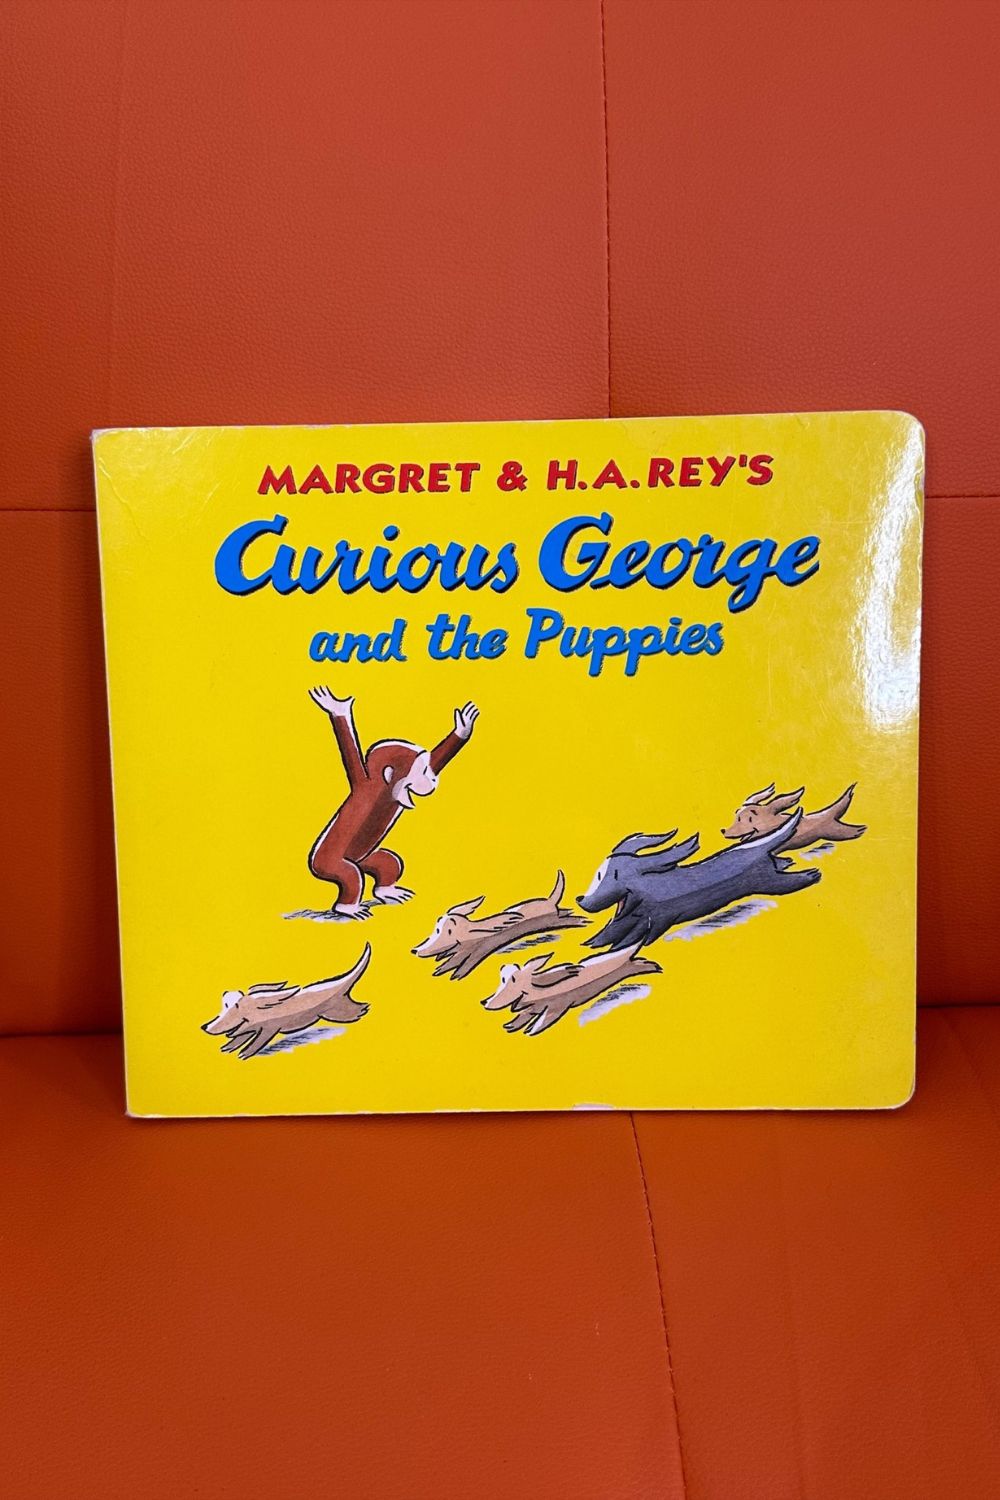 MARGRET & H.A.REY'S
Curious George
and the Puppies